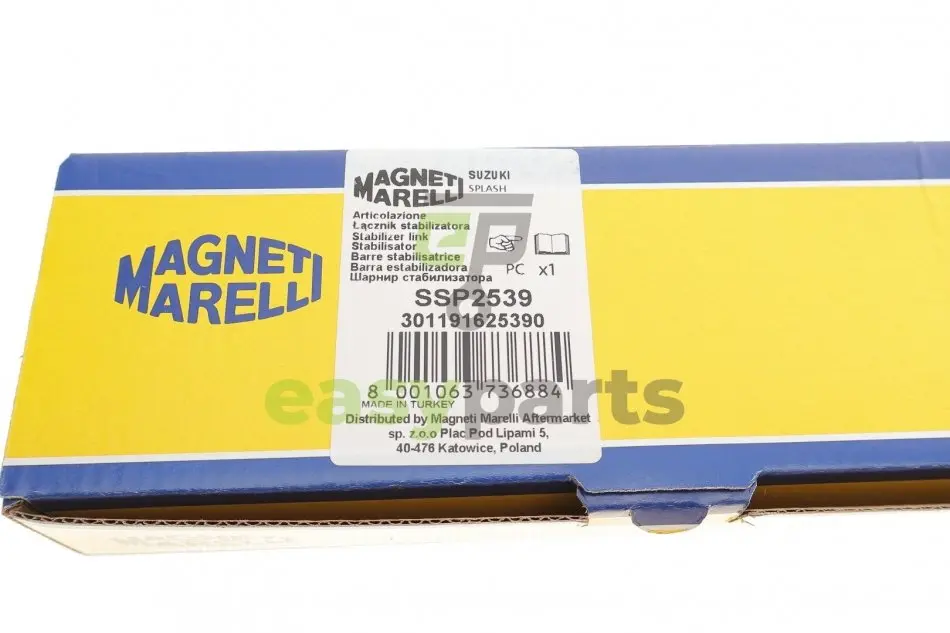 MAGNETI
MARELLI
MAGNETI
MARELLI
SUZUKI
SPLASH
Articolazione
Łącznik stabilizatora
Stabilizer link
Stabilisator
Barre stabilisatrice
Barra estabilizadora
Шарнир стабилизатора
PC x1
SSP2539
301191625390
8 001063 736884
MADE IN TURKEY
easyparts
Distributed by Magneti Marelli Aftermarket
sp. z.o.o Plac Pod Lipami 5,
40-476 Katowice, Poland
MAGNETI
MARELLI